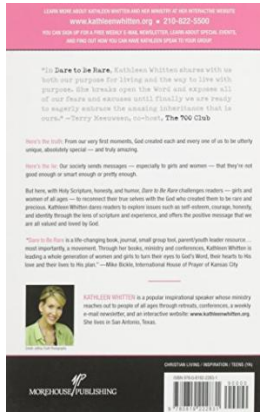 LEARN MORE ABOUT KATHLEEN WHITTEN AND HER MINISTRY AT HER INTERACTIVE WEBSITE
www.kathleenwhitten.org • 210-822-5500
YOU CAN SIGN UP FOR A FREE WEEKLY E-MAIL NEWSLETTER, LEARN ABOUT SPECIAL EVENTS,
AND FIND OUT HOW YOU CAN HAVE KATHLEEN SPEAK TO YOUR GROUP
"In Dare to be Rare, Kathleen Whitten shares with us
both our purpose for living and the way to live with
purpose. She breaks open the Word and exposes all
of our fears and excuses until finally we are ready
to eagerly embrace the amazing inheritance that is
ours." —Terry Meeuwsen, co-host, The 700 Club
Here's the truth: From our very first moments, God created each and every one of us to be utterly
unique, absolutely special — and truly amazing.
Here's the lie: Our society sends messages — especially to girls and women — that they're not
good enough or smart enough or pretty enough.
But here, with Holy Scripture, honesty, and humor, Dare to Be Rare challenges readers — girls and
women of all ages — to reconnect their true selves with the God who created them to be rare and
precious. Kathleen Whitten dares readers to explore issues such as self-esteem, courage, honesty,
and identity through the lens of scripture and experience, and offers the positive message that we
are all valued and loved by God.
"Dare to Be Rare is a life-changing book, journal, small group tool, parent/youth leader resource...
most importantly, a movement. Through her books, ministry and conferences, Kathleen Whitten is
leading a whole generation of women and girls to turn their eyes to God's Word, their hearts to His
love and their lives to His plan." —Mike Bickle, International House of Prayer of Kansas City
KATHLEEN WHITTEN is a popular inspirational speaker whose ministry
reaches out to people of all ages through retreats, conferences, a weekly
e-mail newsletter, and an interactive website: www.kathleenwhitten.org.
She lives in San Antonio, Texas.
CHRISTIAN LIVING / INSPIRATION / TEENS (YA)
MOREHOUSE PUBLISHING